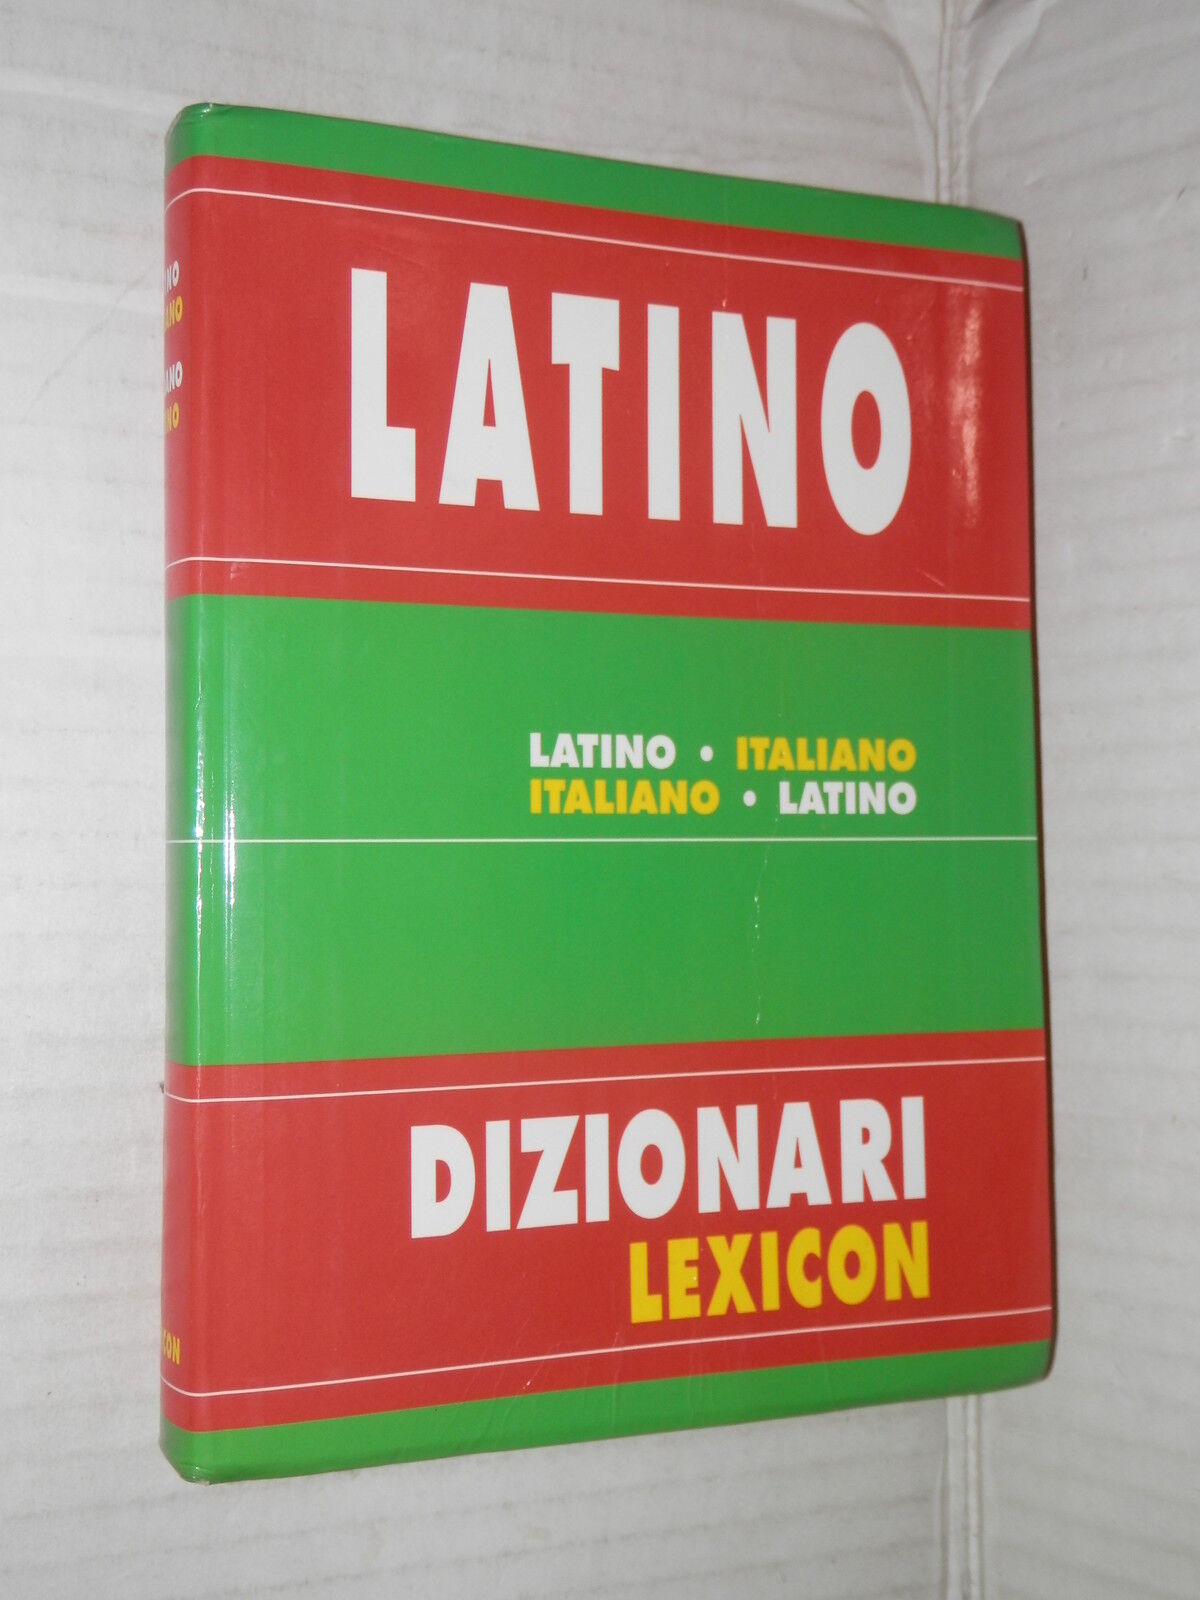 LATINO
LATINO • ITALIANO
ITALIANO • LATINO
DIZIONARI
LEXICON